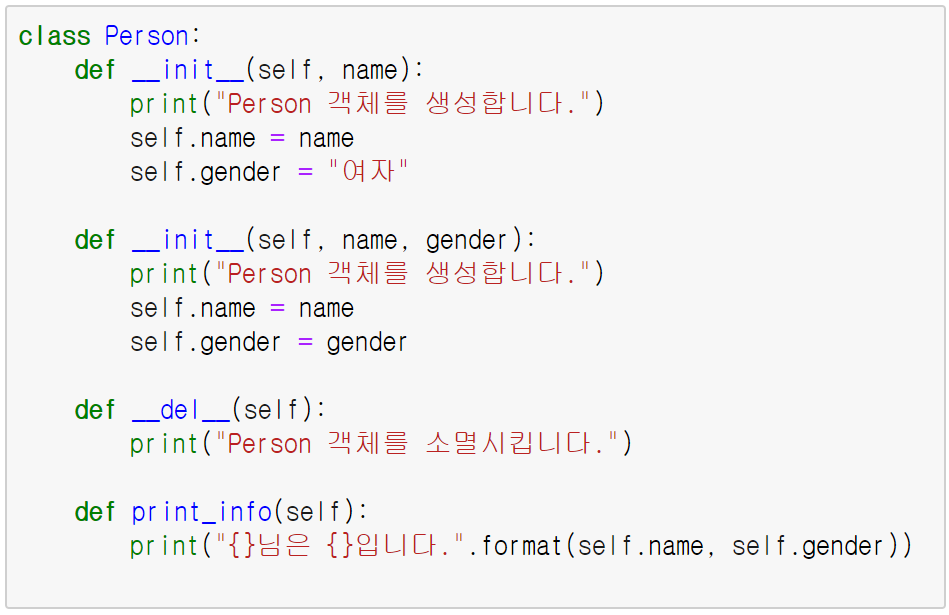 class Person:
    def __init__(self, name):
        print("Person 객체를 생성합니다.")
        self.name = name
        self.gender = "여자"

    def __init__(self, name, gender):
        print("Person 객체를 생성합니다.")
        self.name = name
        self.gender = gender

    def __del__(self):
        print("Person 객체를 소멸시킵니다.")

    def print_info(self):
        print("{}님은 {}입니다.".format(self.name, self.gender))